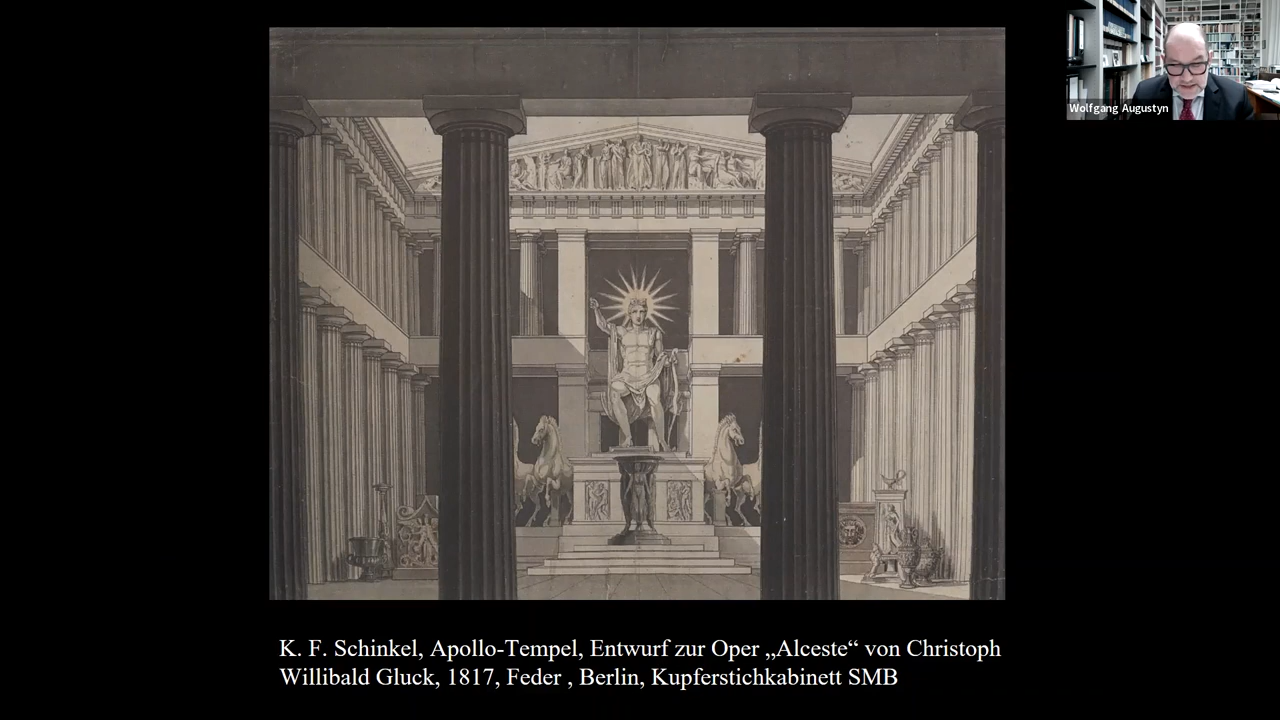 Wolfgang Augustyn
K. F. Schinkel, Apollo-Tempel, Entwurf zur Oper „Alceste“ von Christoph
Willibald Gluck, 1817, Feder , Berlin, Kupferstichkabinett SMB